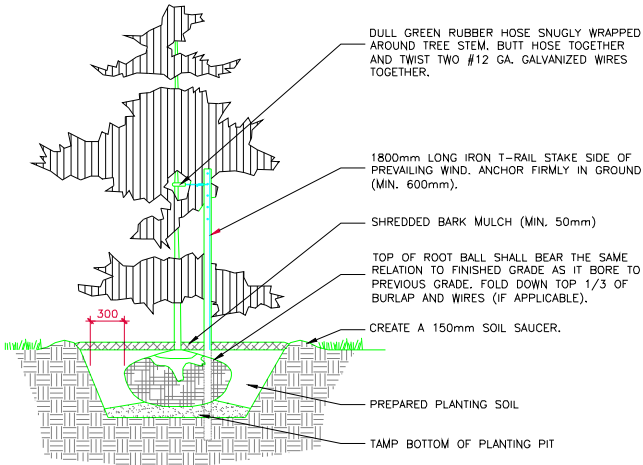 DULL GREEN RUBBER HOSE SNUGLY WRAPPED
AROUND TREE STEM. BUTT HOSE TOGETHER
AND TWIST TWO #12 GA. GALVANIZED WIRES
TOGETHER.
1800mm LONG IRON T-RAIL STAKE SIDE OF
PREVAILING WIND. ANCHOR FIRMLY IN GROUND
(MIN. 600mm).
SHREDDED BARK MULCH (MIN. 50mm)
TOP OF ROOT BALL SHALL BEAR THE SAME
RELATION TO FINISHED GRADE AS IT BORE TO
PREVIOUS GRADE. FOLD DOWN TOP 1/3 OF
BURLAP AND WIRES (IF APPLICABLE).
300
CREATE A 150mm SOIL SAUCER.
PREPARED PLANTING SOIL
TAMP BOTTOM OF PLANTING PIT